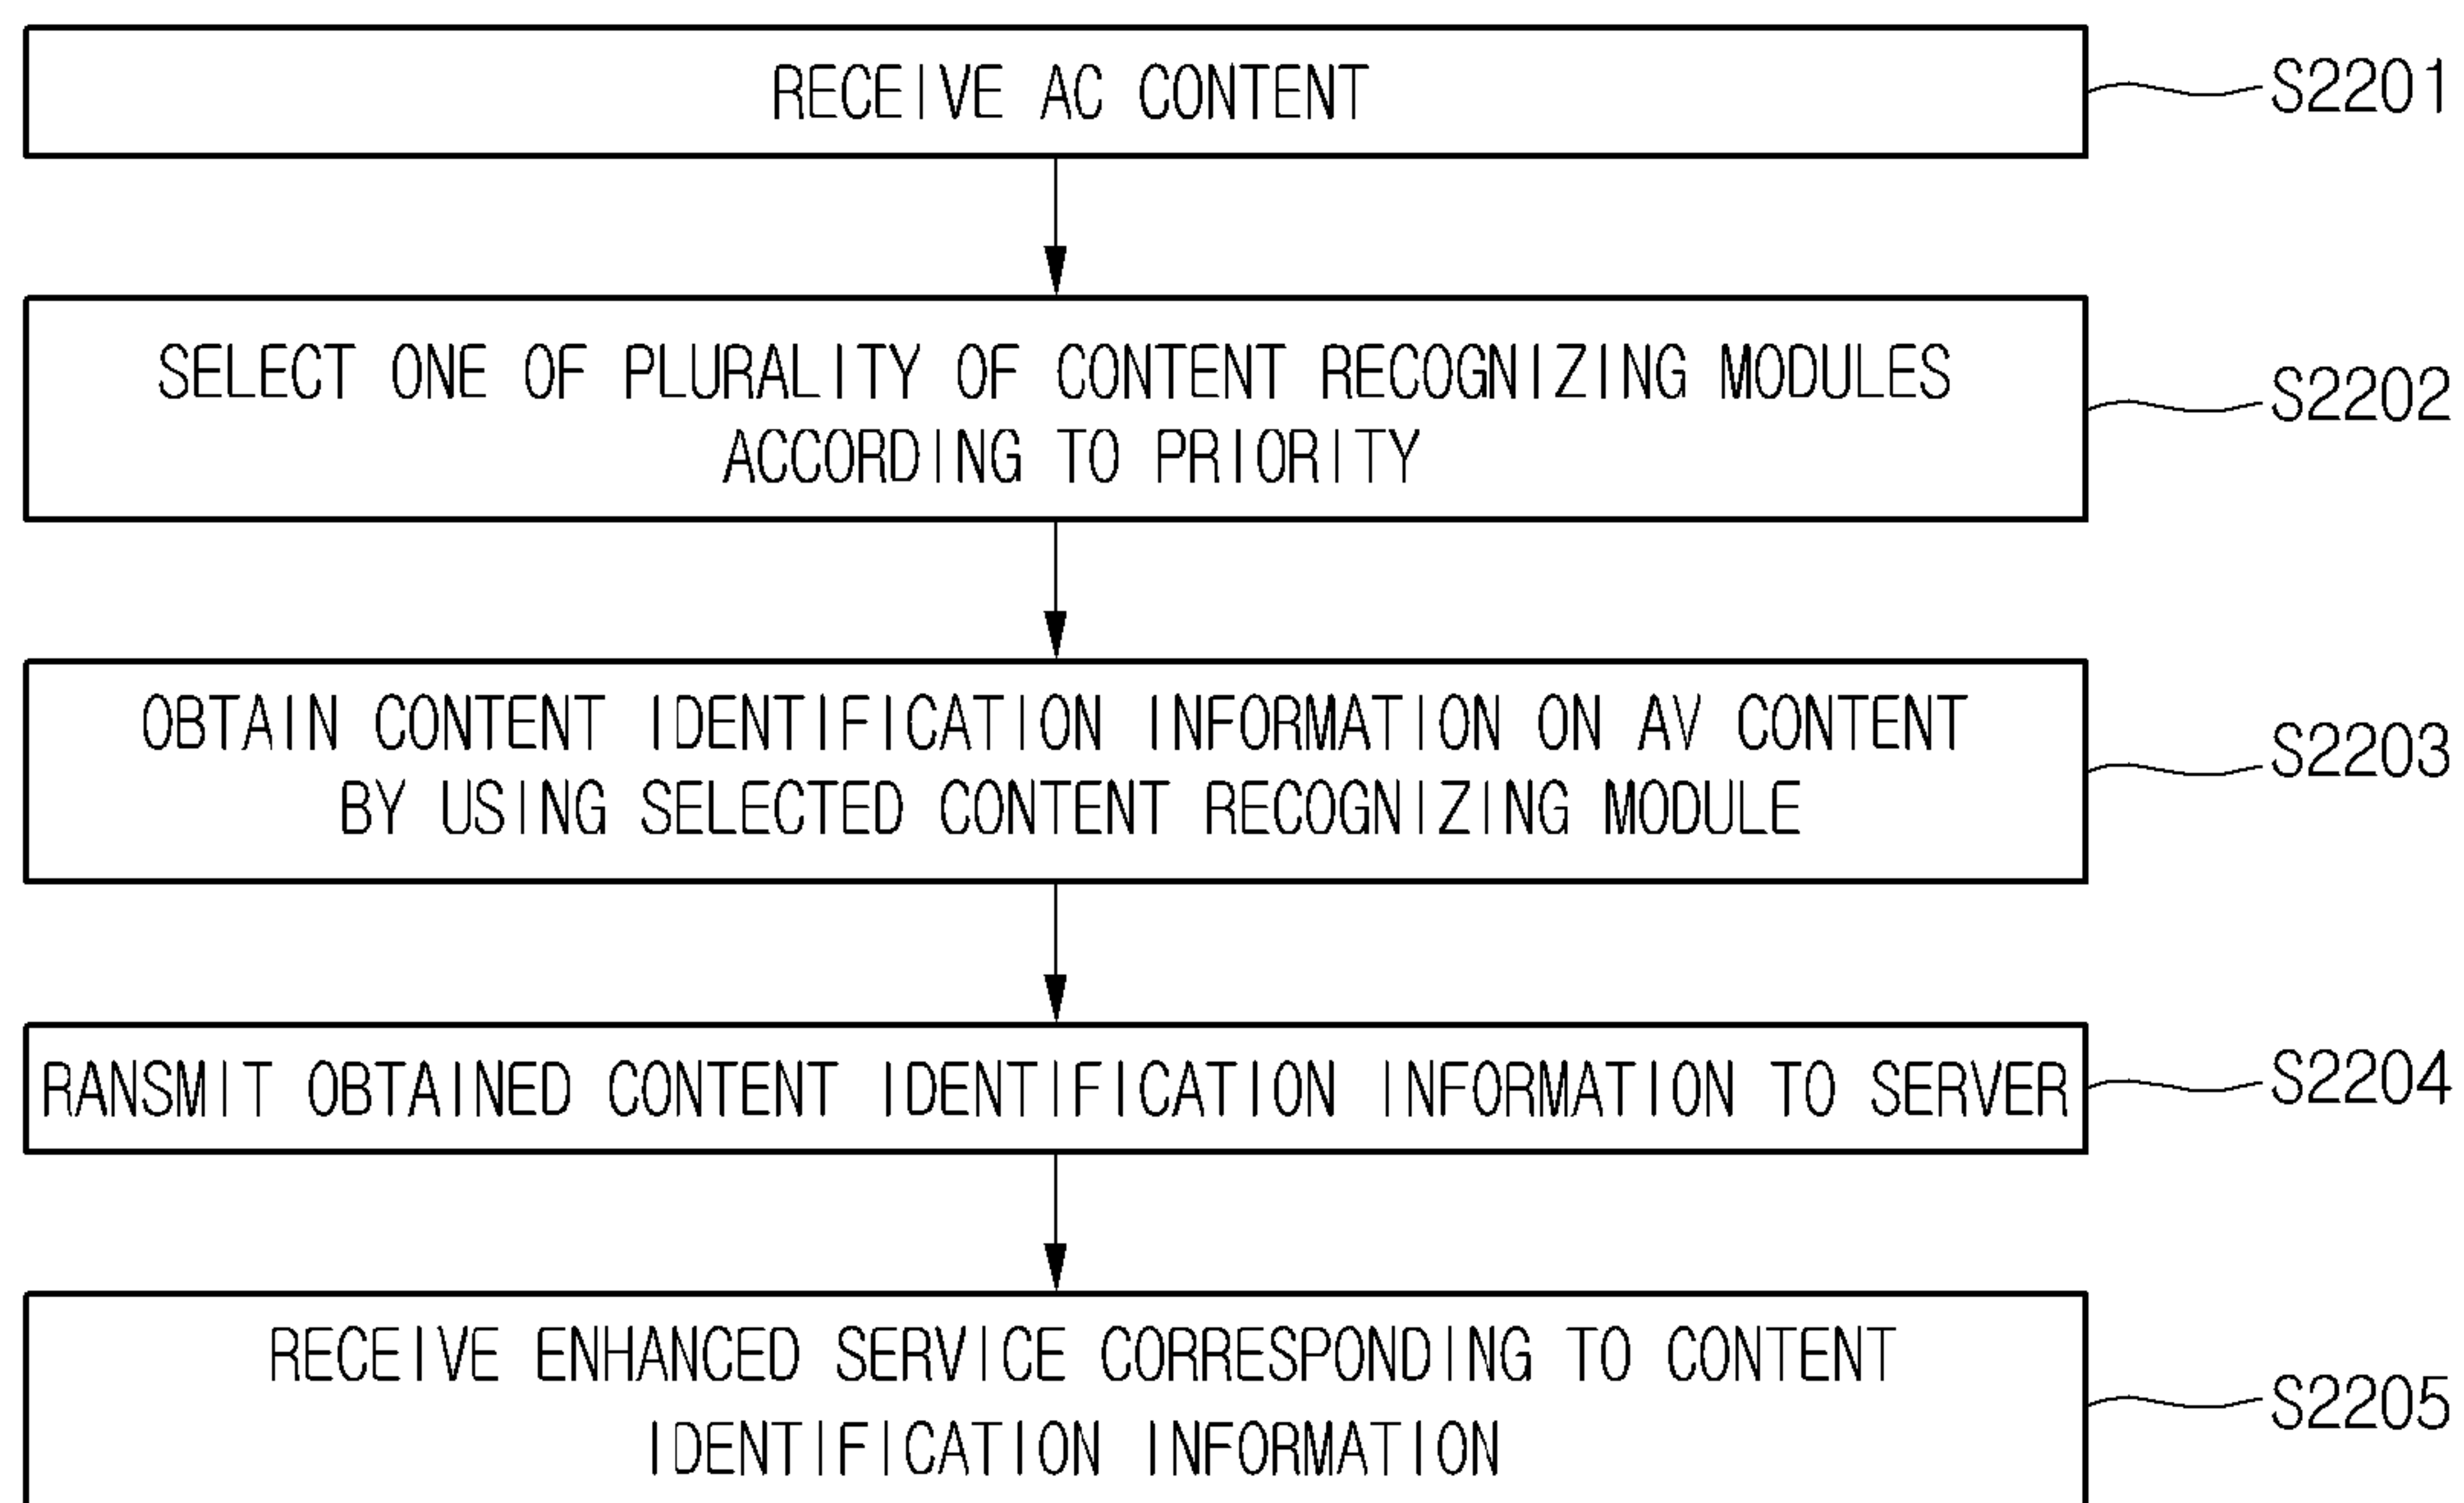 RECEIVE AC CONTENT
S2201
SELECT ONE OF PLURALITY OF CONTENT RECOGNIZING MODULES
ACCORDING TO PRIORITY
S2202
OBTAIN CONTENT IDENTIFICATION INFORMATION ON AV CONTENT
BY USING SELECTED CONTENT RECOGNIZING MODULE
S2203
RANSMIT OBTAINED CONTENT IDENTIFICATION INFORMATION TO SERVER
S2204
RECEIVE ENHANCED SERVICE CORRESPONDING TO CONTENT
IDENTIFICATION INFORMATION
S2205